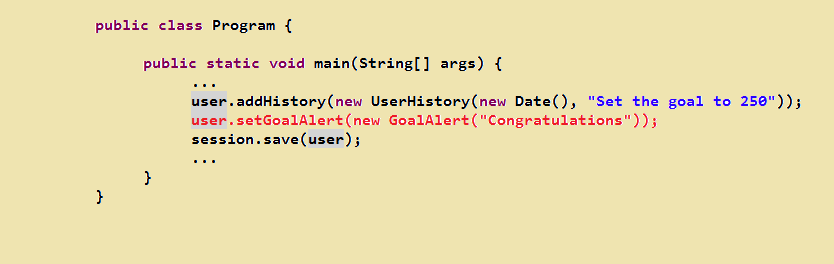 public class Program {
public static void main(String[] args) {
...
user.addHistory(new UserHistory(new Date(), "Set the goal to 250"));
user.setGoalAlert(new GoalAlert("Congratulations"));
session.save(user);
...
}
}